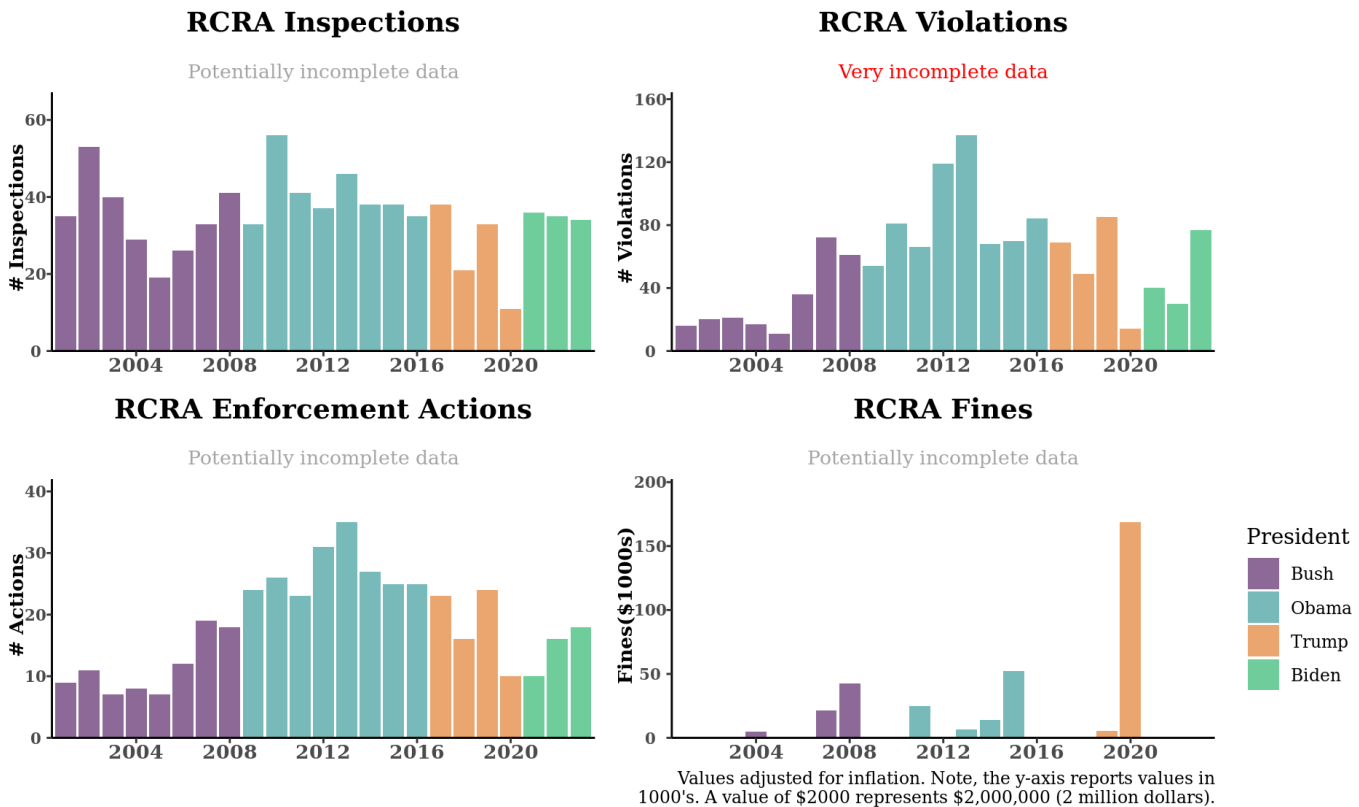 RCRA Inspections
Potentially incomplete data
# Inspections
60
40
20
0
2004 2008 2012 2016 2020
RCRA Violations
Very incomplete data
# Violations
160
120
80
40
0
2004 2008 2012 2016 2020
RCRA Enforcement Actions
Potentially incomplete data
# Actions
40
30
20
10
0
2004 2008 2012 2016 2020
RCRA Fines
Potentially incomplete data
Fines($1000s)
200
150
100
50
0
2004 2008 2012 2016 2020
President
Bush
Obama
Trump
Biden
Values adjusted for inflation. Note, the y-axis reports values in
1000's. A value of $2000 represents $2,000,000 (2 million dollars).